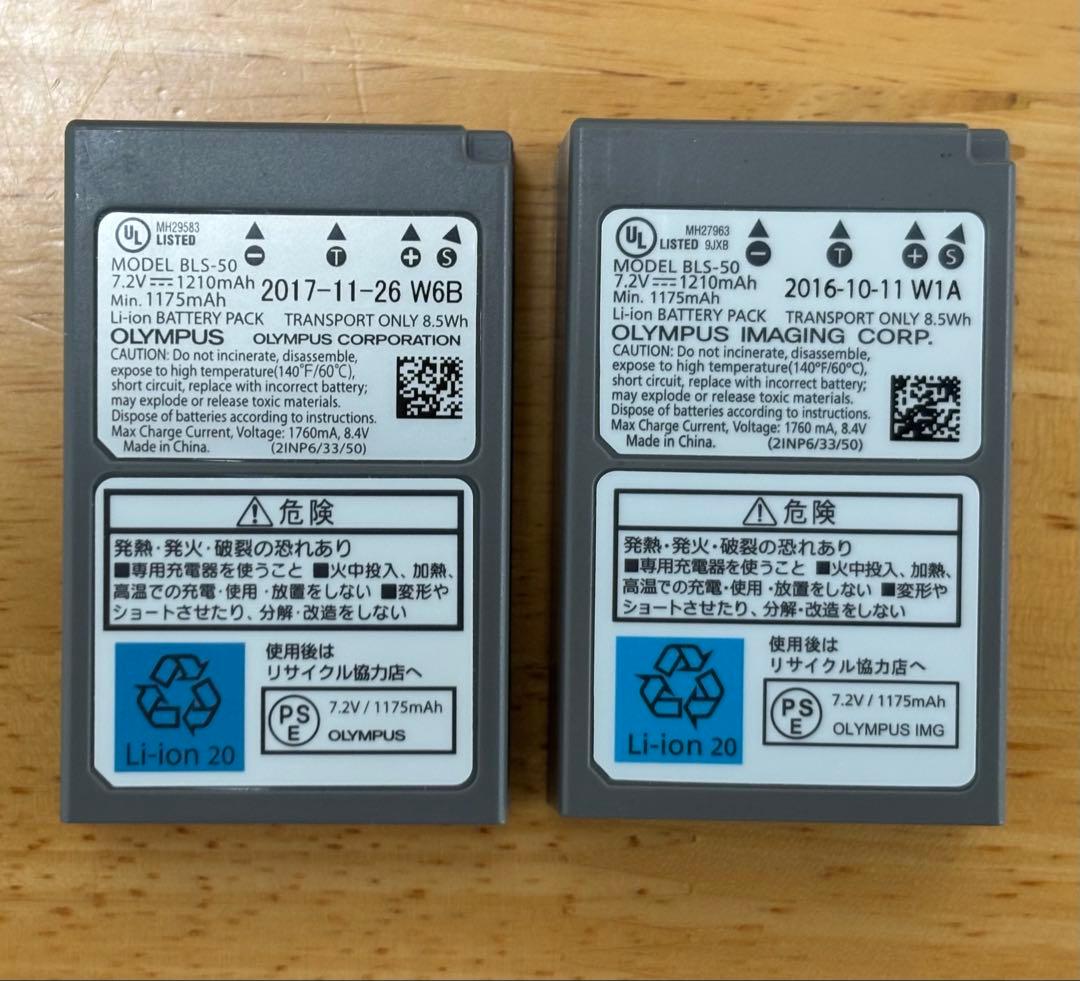 UL MH29583
LISTED
− T + S
MODEL BLS-50
7.2V 1210mAh
Min. 1175mAh 2017-11-26 W6B
Li-ion BATTERY PACK TRANSPORT ONLY 8.5Wh
OLYMPUS OLYMPUS CORPORATION
CAUTION: Do not incinerate, disassemble,
expose to high temperature(140°F/60°C),
short circuit, replace with incorrect battery;
may explode or release toxic materials.
Dispose of batteries according to instructions.
Max Charge Current, Voltage: 1760mA, 8.4V
Made in China. (2INP6/33/50)
⚠危険
発熱・発火・破裂の恐れあり
■専用充電器を使うこと ■火中投入、加熱、
高温での充電・使用・放置をしない ■変形や
ショートさせたり、分解・改造をしない
使用後は
リサイクル協力店へ
Li-ion 20
PSE 7.2V / 1175mAh
OLYMPUS
UL MH27963
LISTED 9JXB
− T + S
MODEL BLS-50
7.2V 1210mAh
Min. 1175mAh 2016-10-11 W1A
Li-ion BATTERY PACK TRANSPORT ONLY 8.5Wh
OLYMPUS IMAGING CORP.
CAUTION: Do not incinerate, disassemble,
expose to high temperature(140°F/60°C),
short circuit, replace with incorrect battery;
may explode or release toxic materials.
Dispose of batteries according to instructions.
Max Charge Current, Voltage: 1760 mA, 8.4V
Made in China. (2INP6/33/50)
⚠危険
発熱・発火・破裂の恐れあり
■専用充電器を使うこと ■火中投入、加熱、
高温での充電・使用・放置をしない ■変形や
ショートさせたり、分解・改造をしない
使用後は
リサイクル協力店へ
Li-ion 20
PSE 7.2V / 1175mAh
OLYMPUS IMG